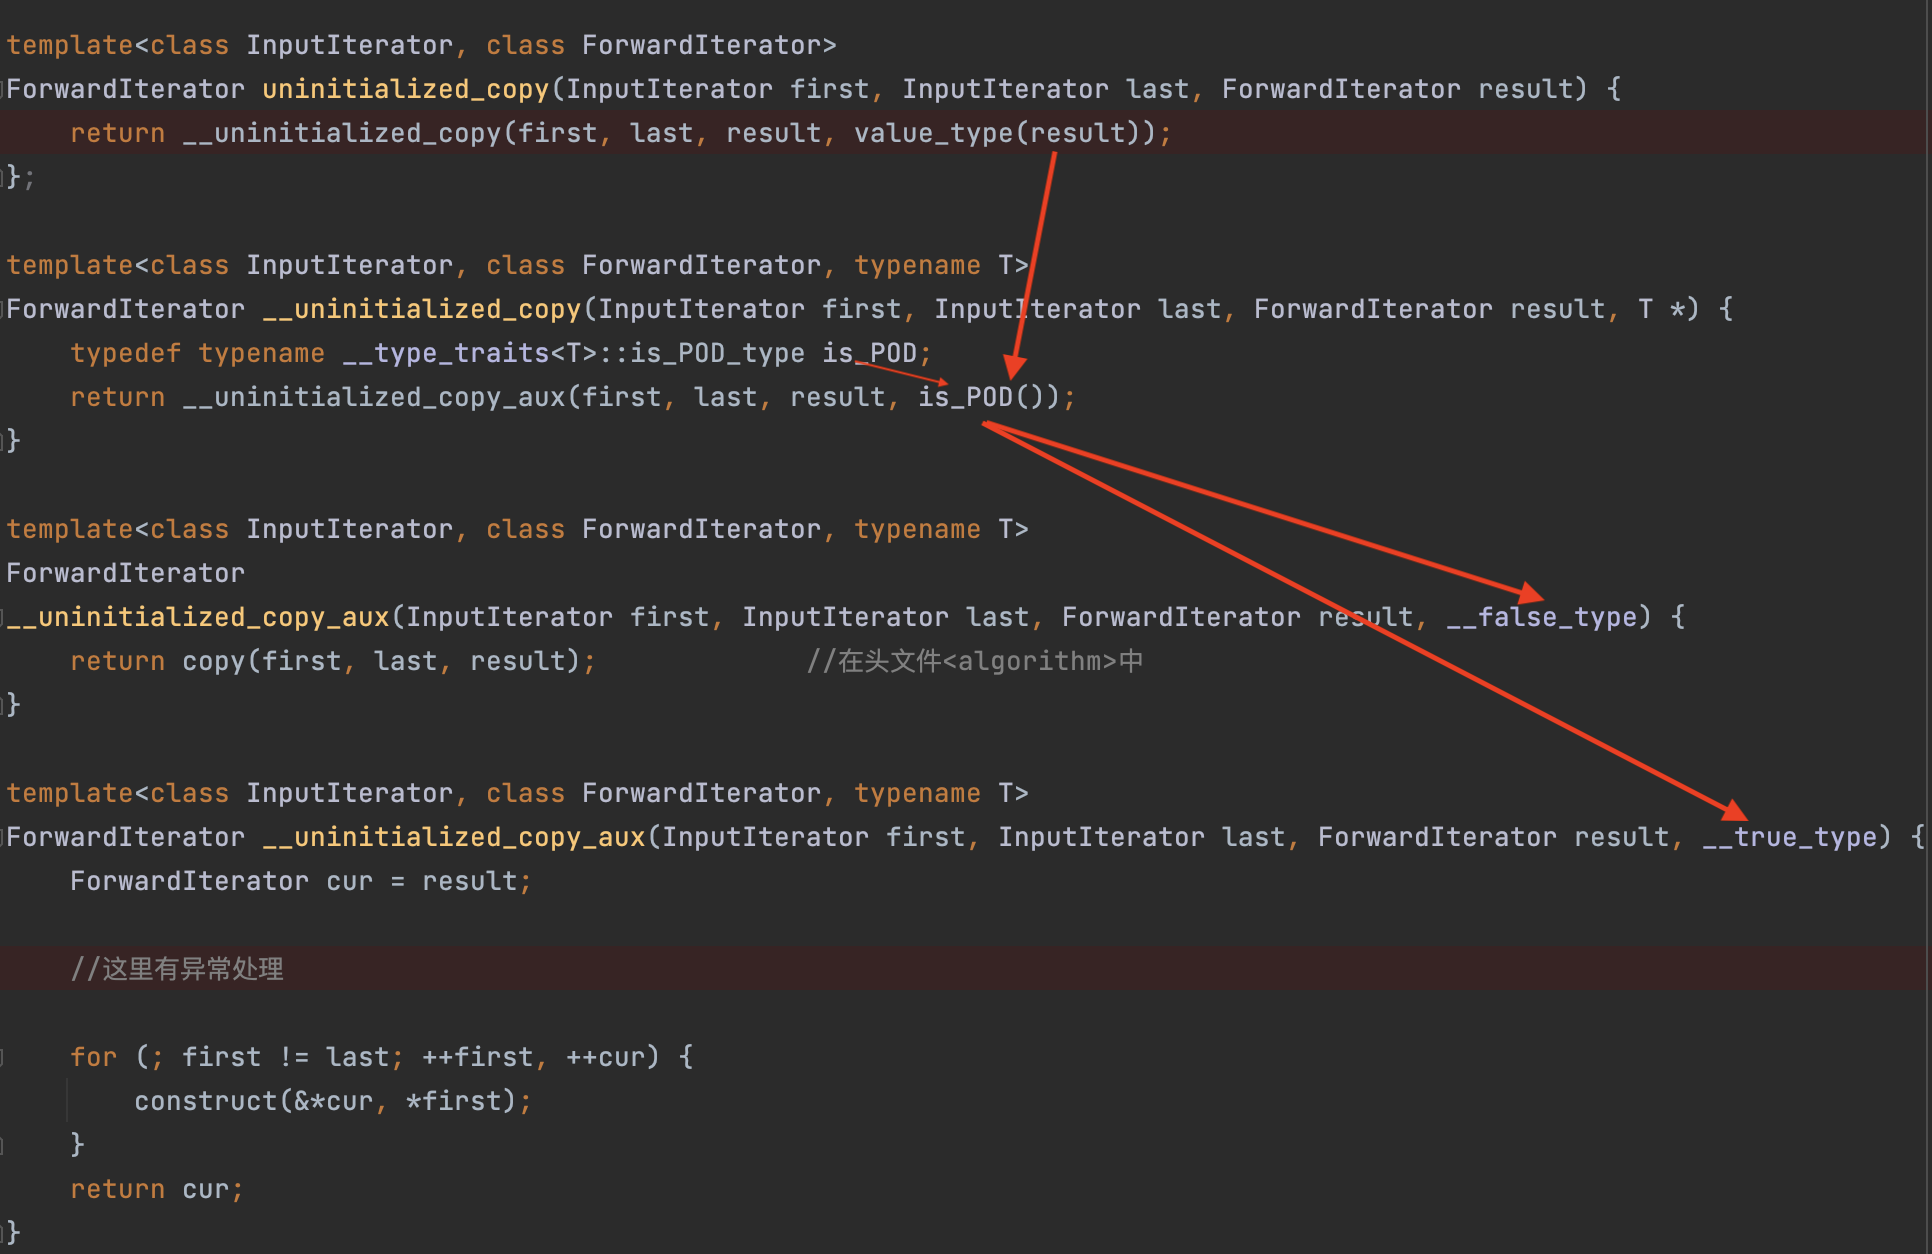 template<class InputIterator, class ForwardIterator>
ForwardIterator uninitialized_copy(InputIterator first, InputIterator last, ForwardIterator result) {
    return __uninitialized_copy(first, last, result, value_type(result));
};
template<class InputIterator, class ForwardIterator, typename T>
ForwardIterator __uninitialized_copy(InputIterator first, InputIterator last, ForwardIterator result, T *) {
    typedef typename __type_traits<T>::is_POD_type is_POD;
    return __uninitialized_copy_aux(first, last, result, is_POD());
}
template<class InputIterator, class ForwardIterator, typename T>
ForwardIterator
__uninitialized_copy_aux(InputIterator first, InputIterator last, ForwardIterator result, __false_type) {
    return copy(first, last, result);             //在头文件<algorithm>中
}
template<class InputIterator, class ForwardIterator, typename T>
ForwardIterator __uninitialized_copy_aux(InputIterator first, InputIterator last, ForwardIterator result, __true_type) {
    ForwardIterator cur = result;
    //这里有异常处理
    for (; first != last; ++first, ++cur) {
        construct(&*cur, *first);
    }
    return cur;
}